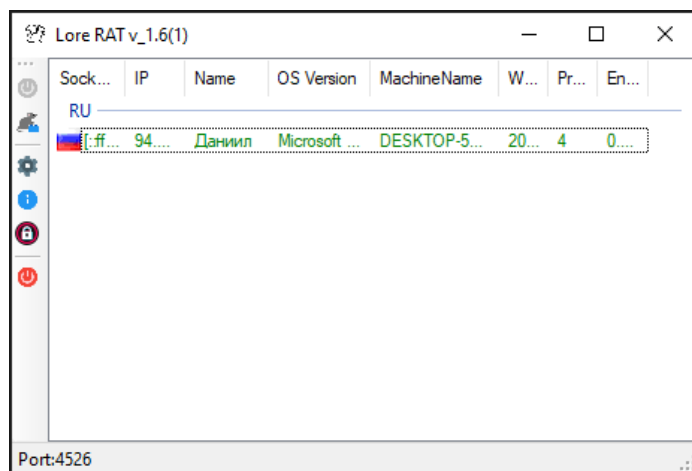 Lore RAT v_1.6(1)
Sock... IP Name OS Version MachineName W... Pr... En...
RU
[::ff... 94.... Даниил Microsoft ... DESKTOP-5... 20... 4 0....
Port:4526